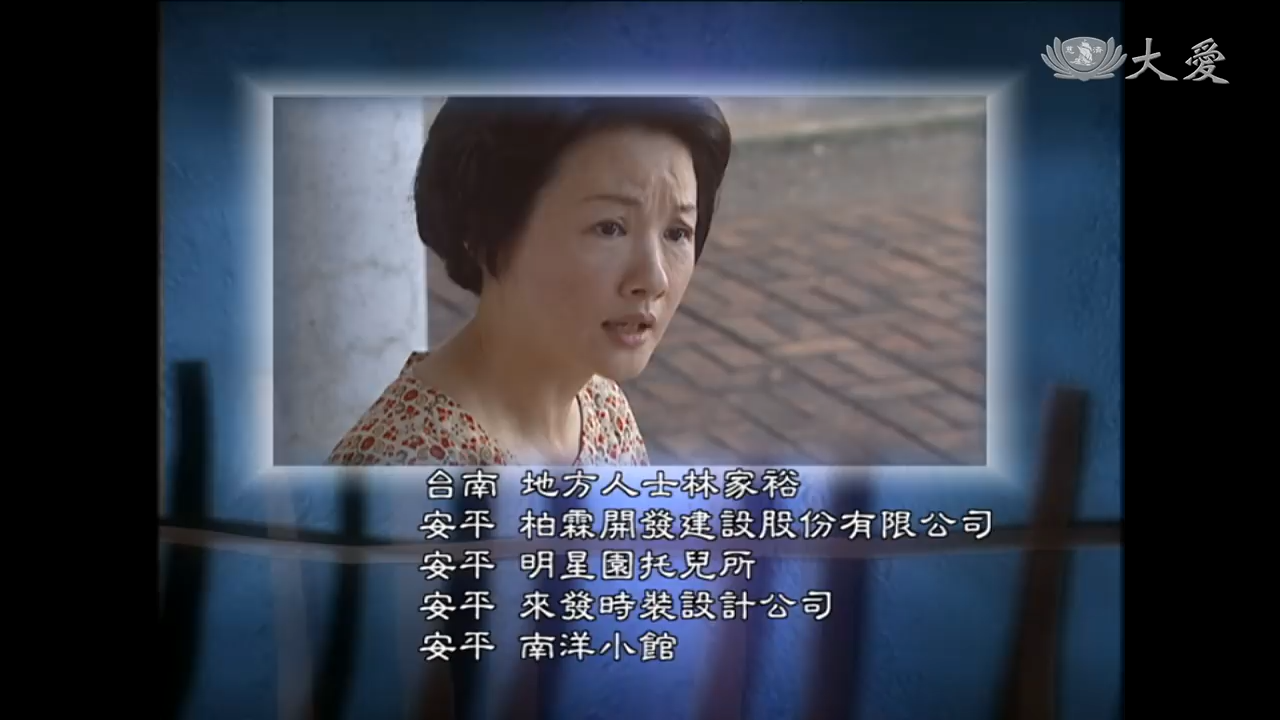 大愛
台南 地方人士林家裕
安平 柏霖開發建設股份有限公司
安平 明星園托兒所
安平 來發時裝設計公司
安平 南洋小館